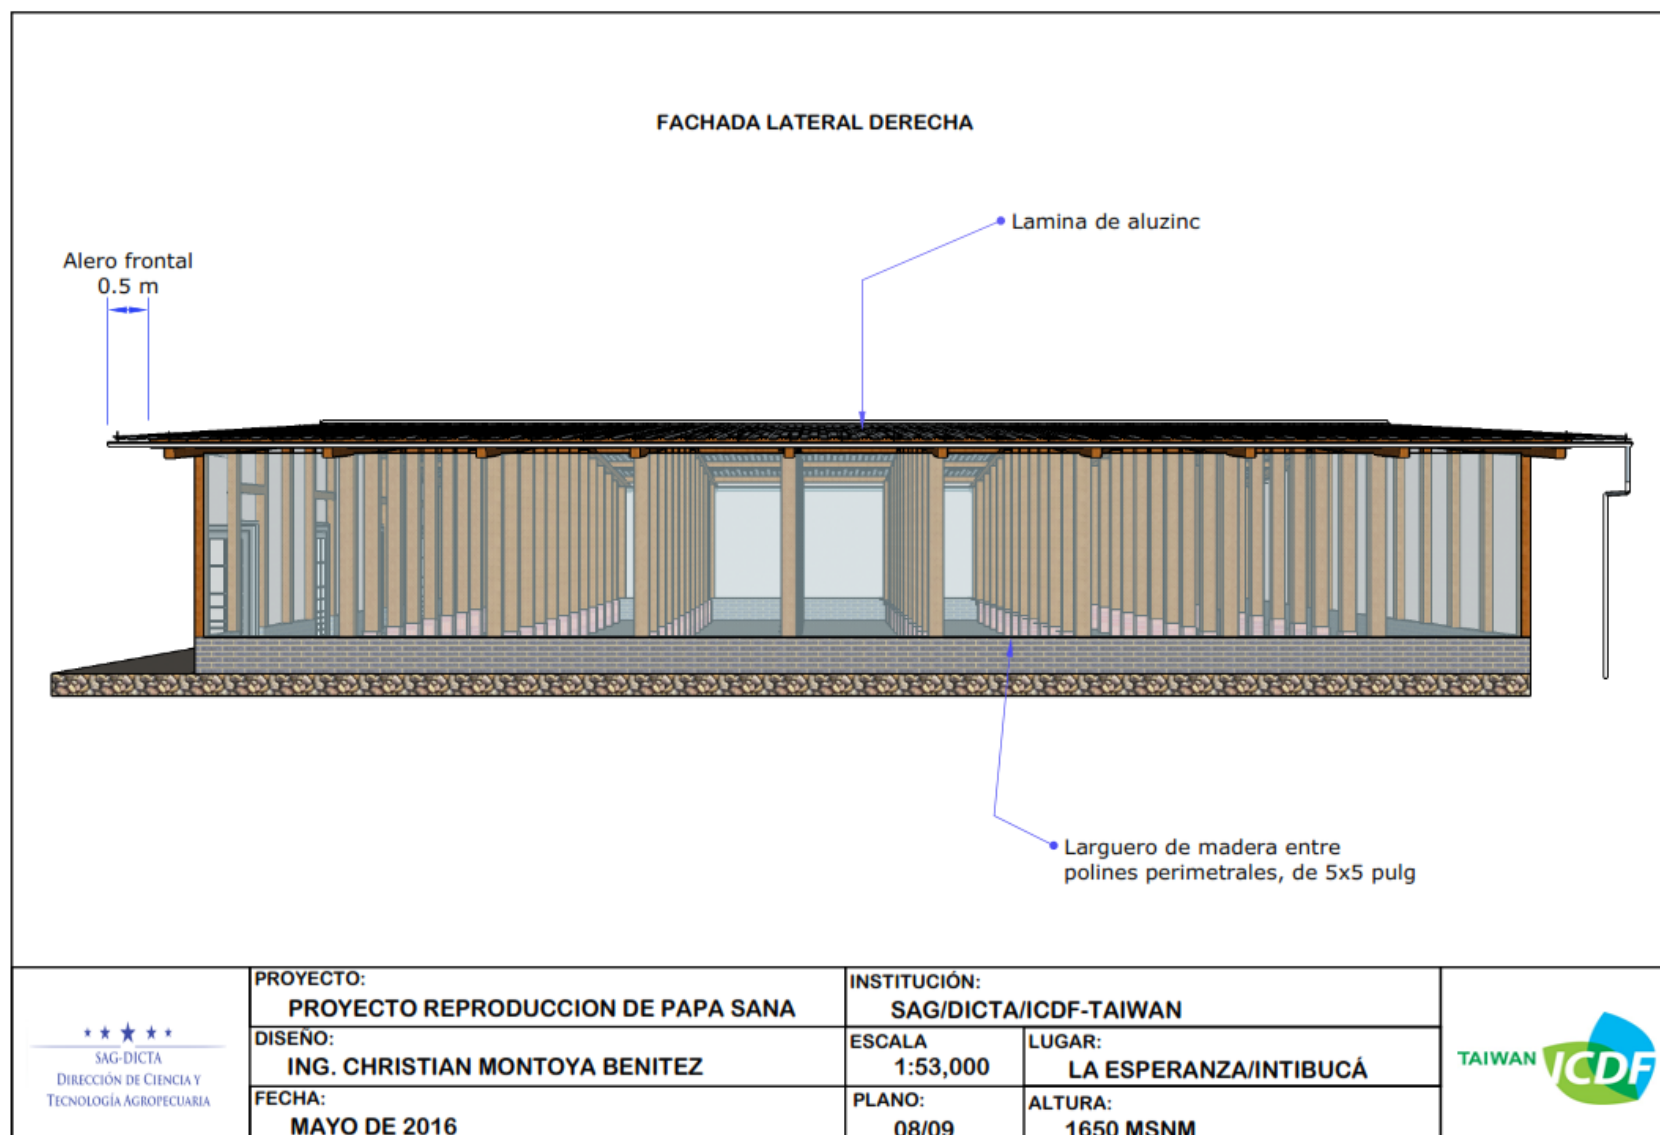 FACHADA LATERAL DERECHA
Lamina de aluzinc
Alero frontal
0.5 m
Larguero de madera entre
polines perimetrales, de 5x5 pulg
SAG-DICTA
DIRECCIÓN DE CIENCIA Y
TECNOLOGÍA AGROPECUARIA
PROYECTO:
PROYECTO REPRODUCCION DE PAPA SANA
DISEÑO:
ING. CHRISTIAN MONTOYA BENITEZ
FECHA:
MAYO DE 2016
INSTITUCIÓN:
SAG/DICTA/ICDF-TAIWAN
ESCALA
1:53,000
LUGAR:
LA ESPERANZA/INTIBUCÁ
PLANO:
08/09
ALTURA:
1650 MSNM
TAIWAN ICDF